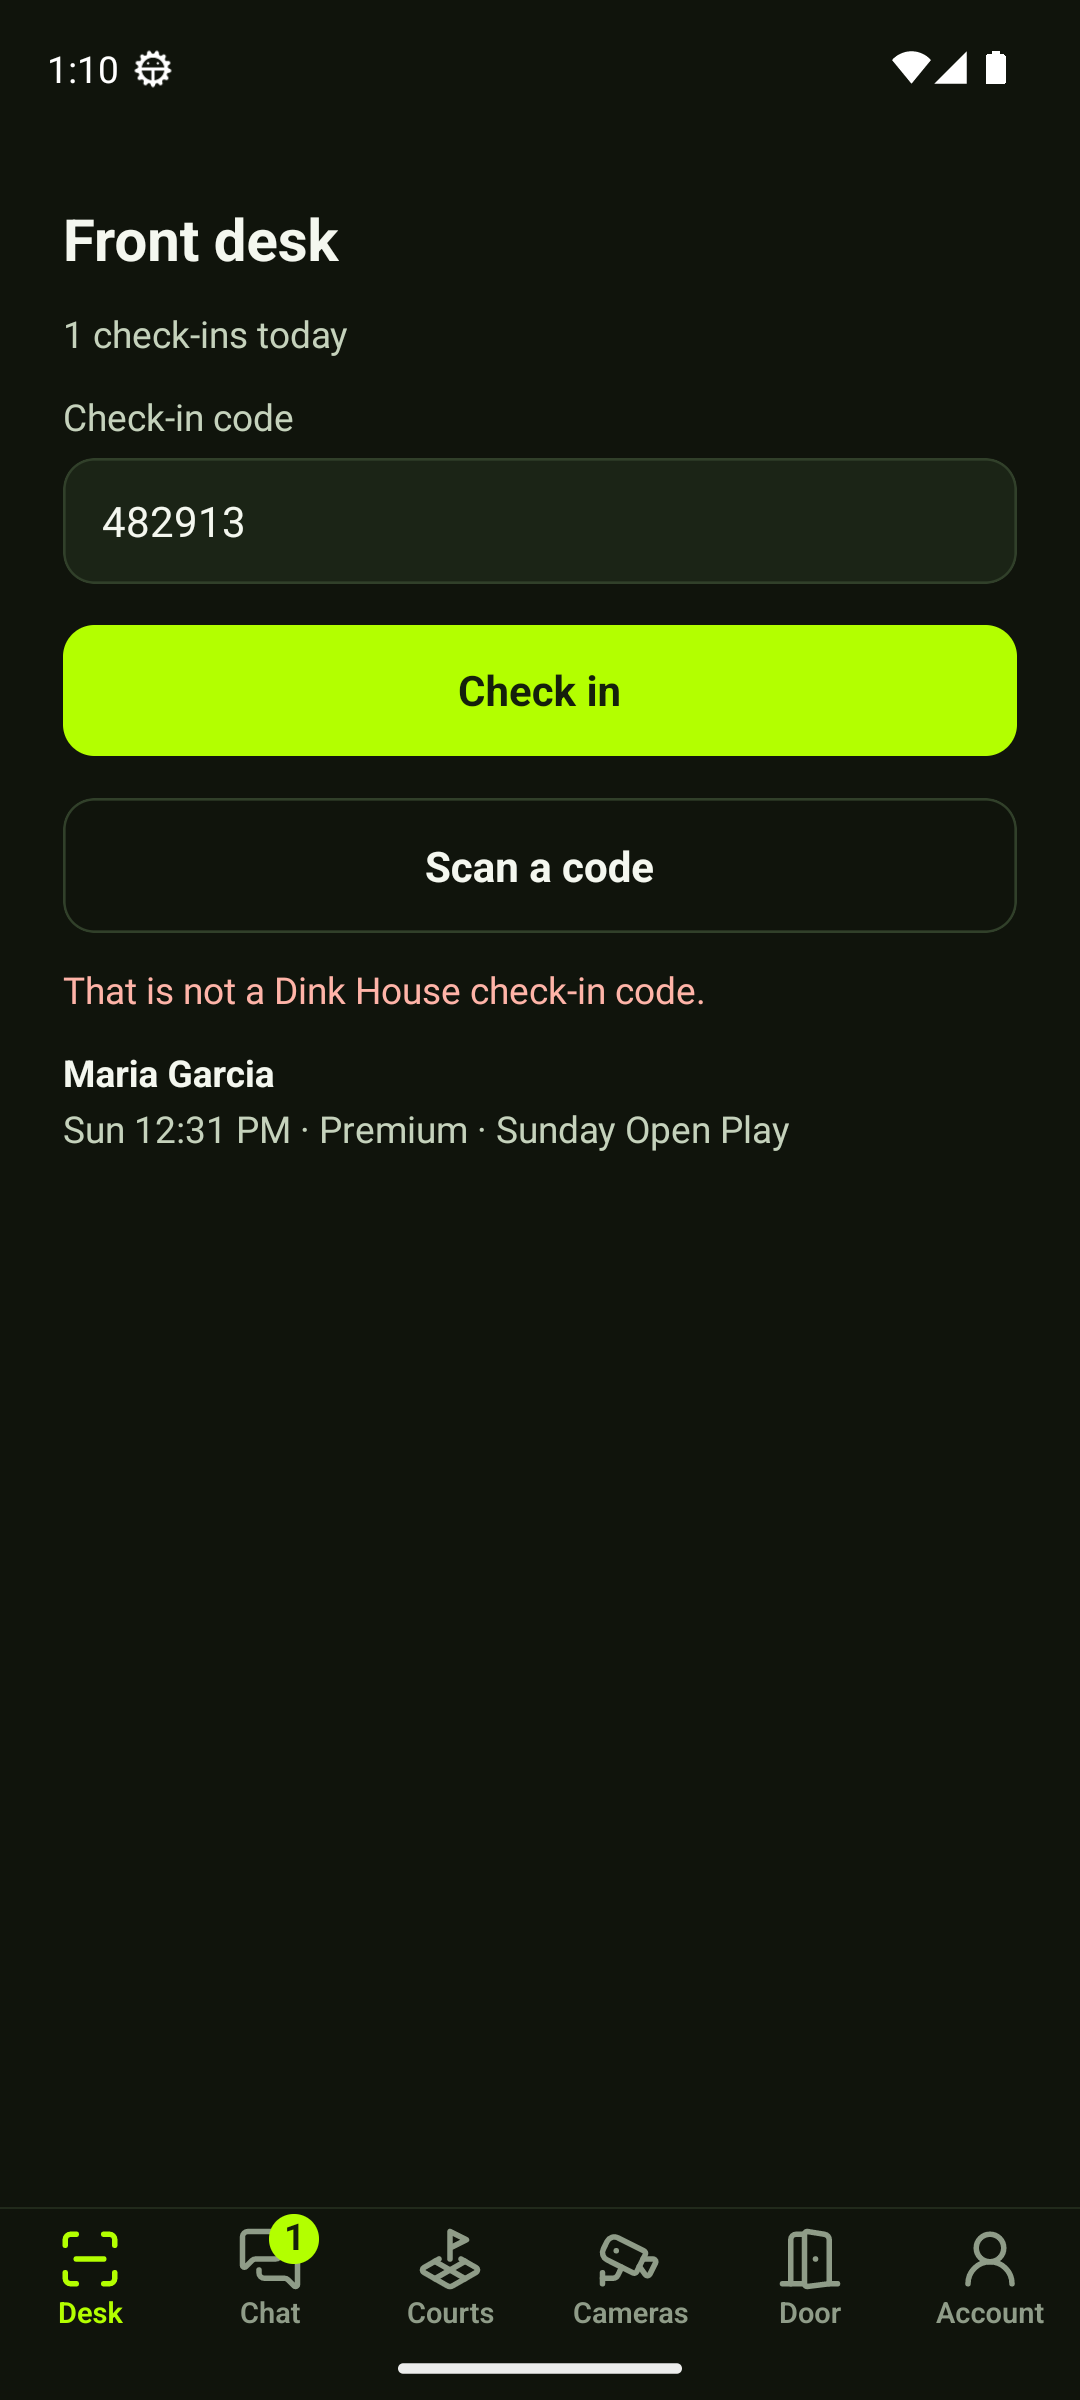 1:10
Front desk
1 check-ins today
Check-in code
482913
Check in
Scan a code
That is not a Dink House check-in code.
Maria Garcia
Sun 12:31 PM · Premium · Sunday Open Play
1
Desk Chat Courts Cameras Door Account